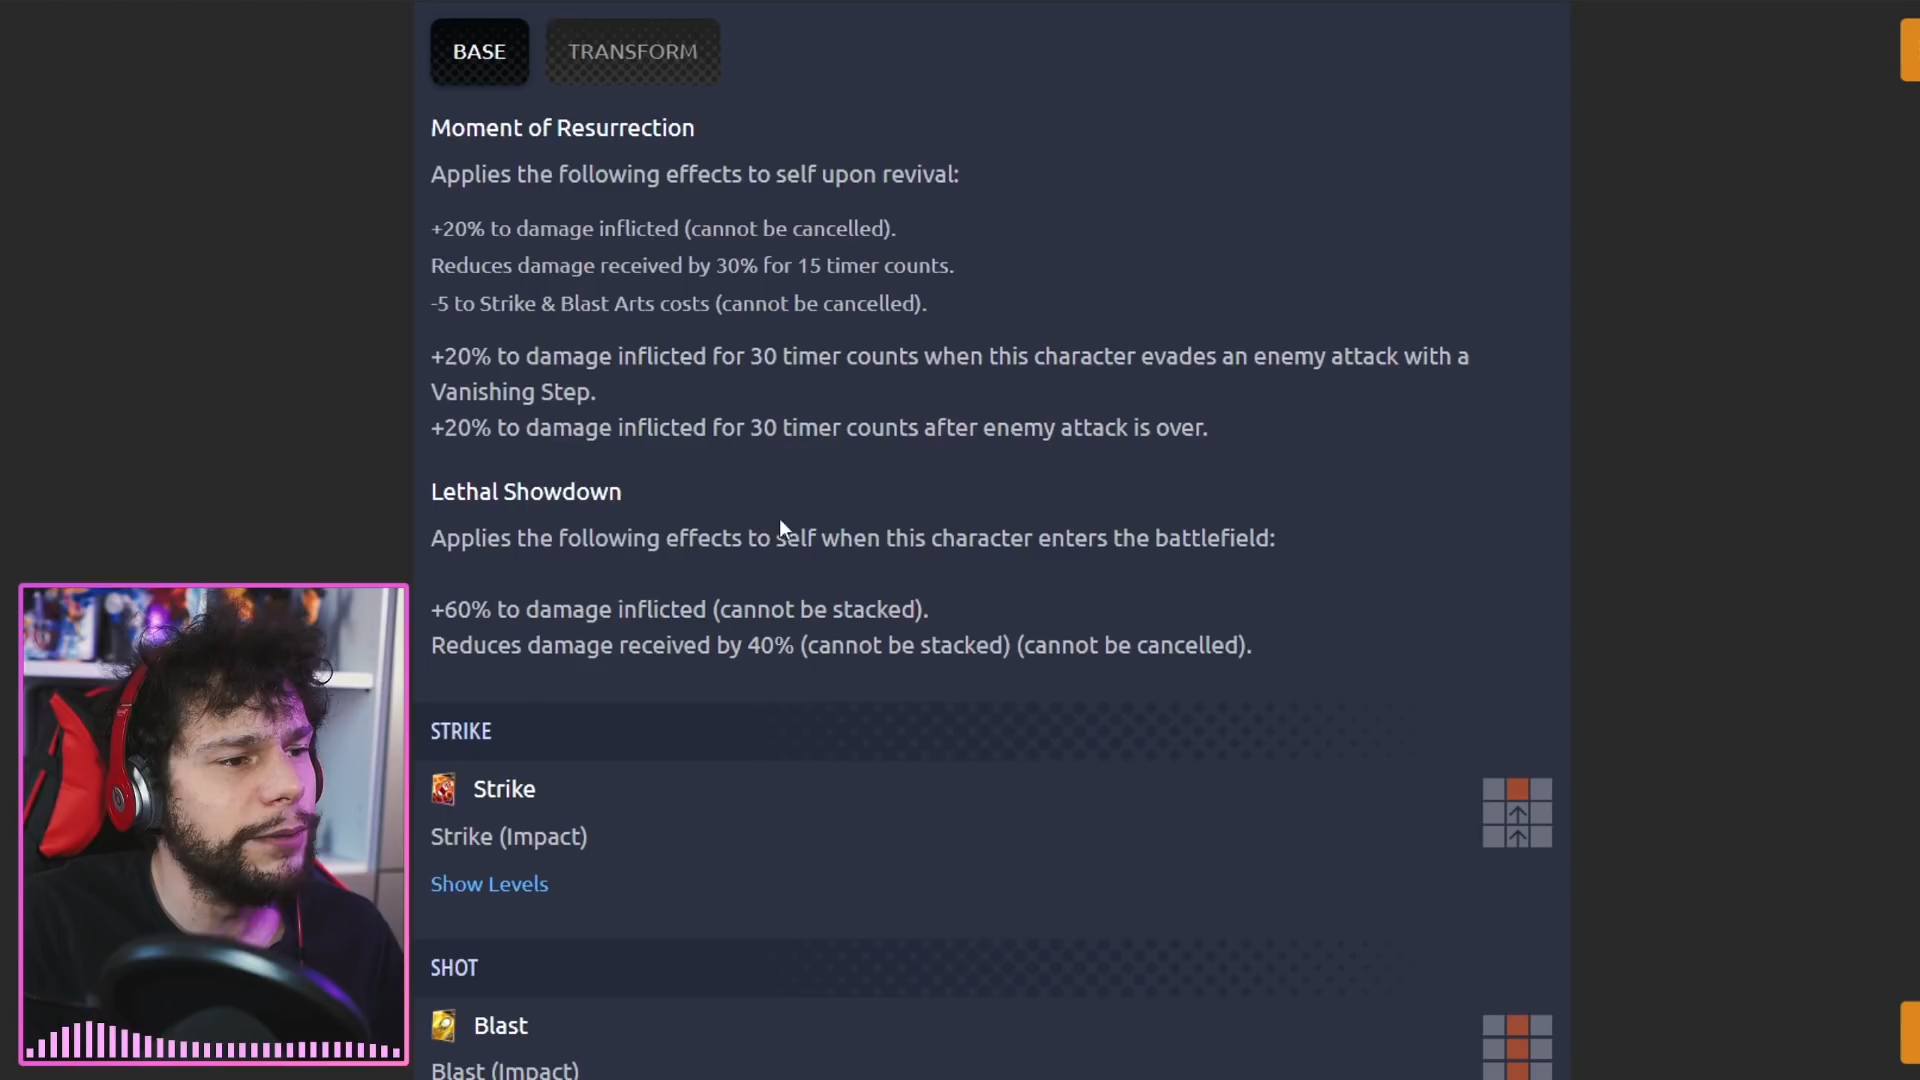 BASE
TRANSFORM
Moment of Resurrection
Applies the following effects to self upon revival:
+20% to damage inflicted (cannot be cancelled).
Reduces damage received by 30% for 15 timer counts.
-5 to Strike & Blast Arts costs (cannot be cancelled).
+20% to damage inflicted for 30 timer counts when this character evades an enemy attack with a
Vanishing Step.
+20% to damage inflicted for 30 timer counts after enemy attack is over.
Lethal Showdown
Applies the following effects to self when this character enters the battlefield:
+60% to damage inflicted (cannot be stacked).
Reduces damage received by 40% (cannot be stacked) (cannot be cancelled).
STRIKE
Strike
Strike (Impact)
Show Levels
SHOT
Blast
Blast (Impact)